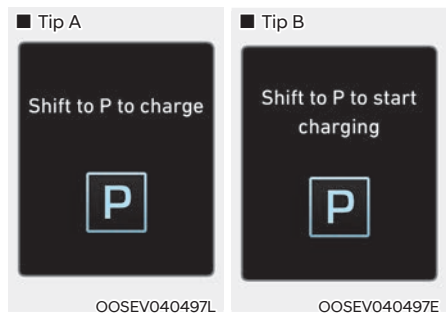 ■ Tip A
Shift to P to charge
P
OOSEV040497L
■ Tip B
Shift to P to start
charging
P
OOSEV040497E